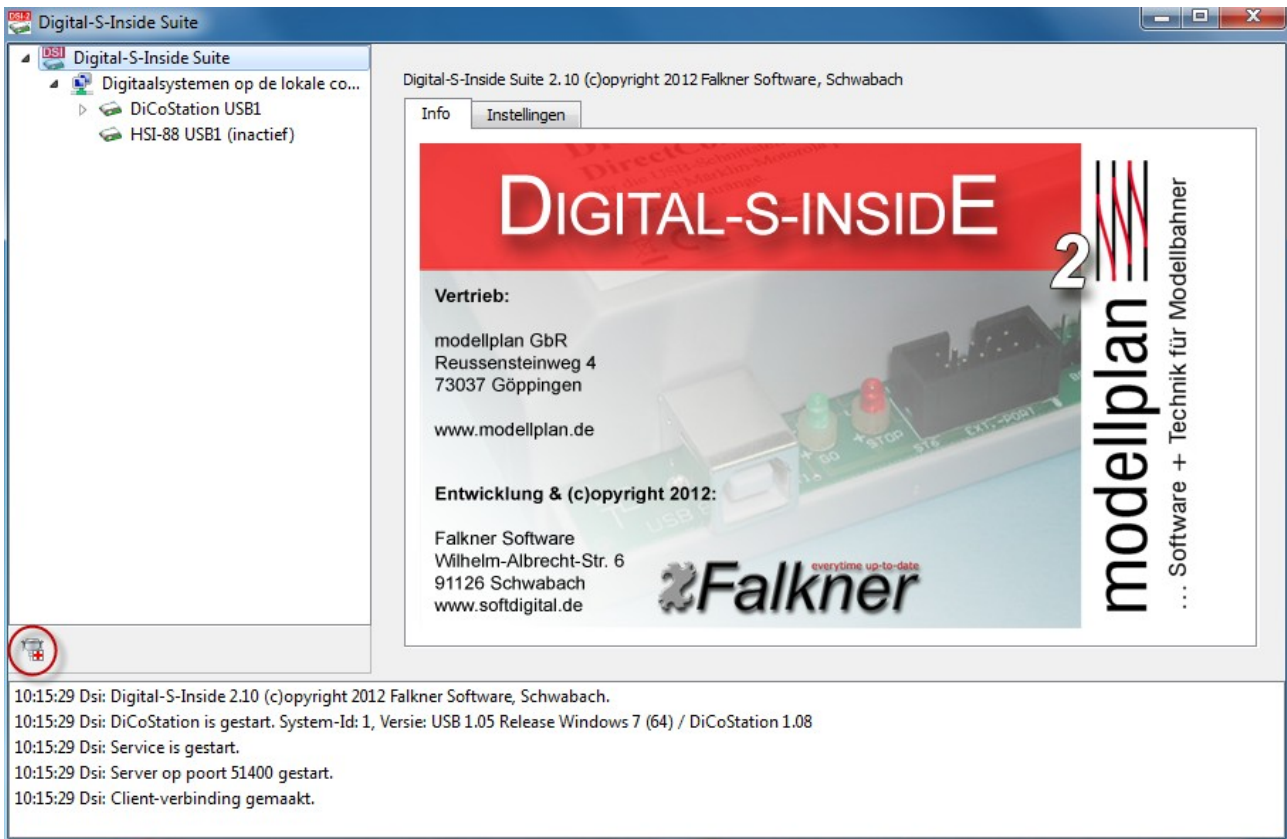 Digital-S-Inside Suite
Digital-S-Inside Suite
Digitaalsystemen op de lokale co...
DiCoStation USB1
HSI-88 USB1 (inactief)
Digital-S-Inside Suite 2.10 (c)opyright 2012 Falkner Software, Schwabach
Info Instellingen
DIGITAL-S-INSIDE
2
Vertrieb:
modellplan GbR
Reussensteinweg 4
73037 Göppingen
www.modellplan.de
Entwicklung & (c)opyright 2012:
Falkner Software
Wilhelm-Albrecht-Str. 6
91126 Schwabach
www.softdigital.de
everytime up-to-date
Falkner
GO
STOP
ST6 EXT.-PORT
USB
modellplan
... Software + Technik für Modellbahner
10:15:29 Dsi: Digital-S-Inside 2.10 (c)opyright 2012 Falkner Software, Schwabach.
10:15:29 Dsi: DiCoStation is gestart. System-Id: 1, Versie: USB 1.05 Release Windows 7 (64) / DiCoStation 1.08
10:15:29 Dsi: Service is gestart.
10:15:29 Dsi: Server op poort 51400 gestart.
10:15:29 Dsi: Client-verbinding gemaakt.